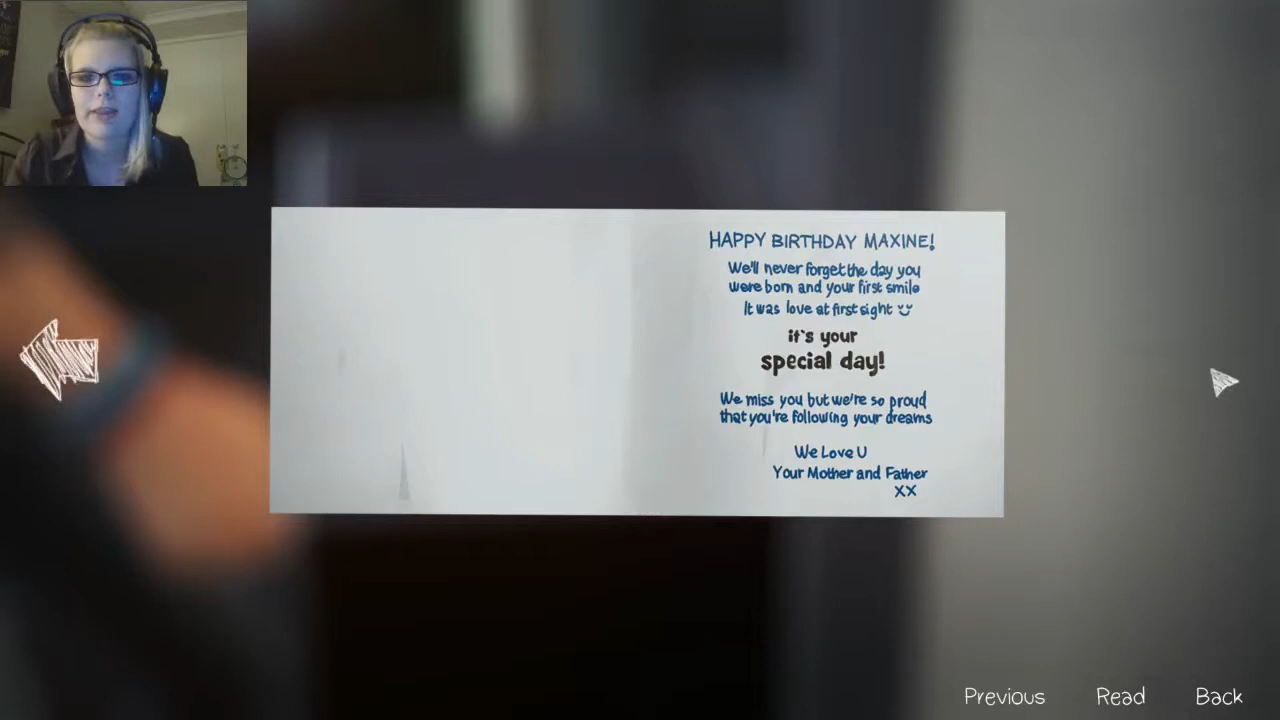 HAPPY BIRTHDAY MAXINE!
We'll never forget the day you
were born and your first smile
It was love at first sight
it's your
special day!
We miss you but we're so proud
that you're following your dreams
We Love U
Your Mother and Father
XX
Previous
Read
Back